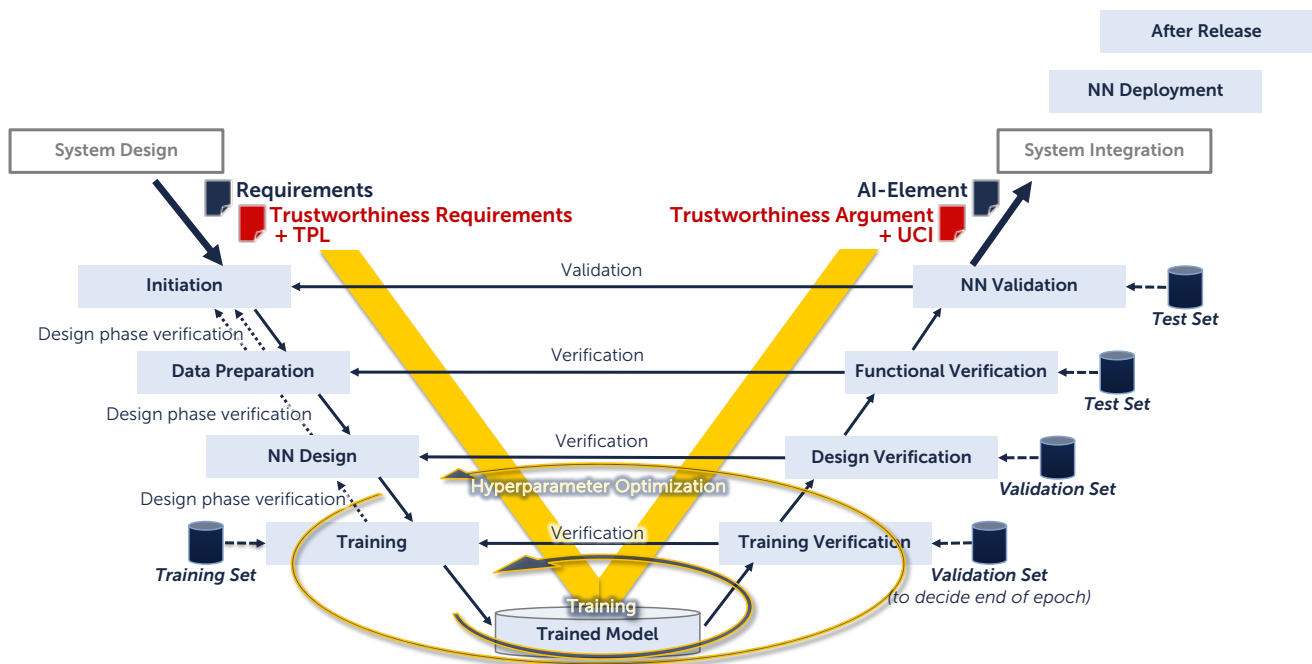 After Release
NN Deployment
System Design
System Integration
Requirements
Trustworthiness Requirements
+ TPL
AI-Element
Trustworthiness Argument
+ UCI
Initiation
Validation
NN Validation
Test Set
Design phase verification
Data Preparation
Verification
Functional Verification
Test Set
Design phase verification
NN Design
Verification
Design Verification
Validation Set
Hyperparameter Optimization
Design phase verification
Training Set
Training
Verification
Training Verification
Validation Set
(to decide end of epoch)
Training
Trained Model